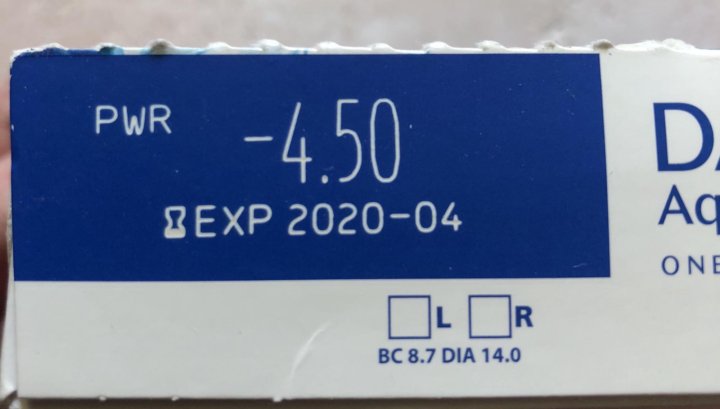 PWR -4.50
EXP 2020-04
L R
BC 8.7 DIA 14.0